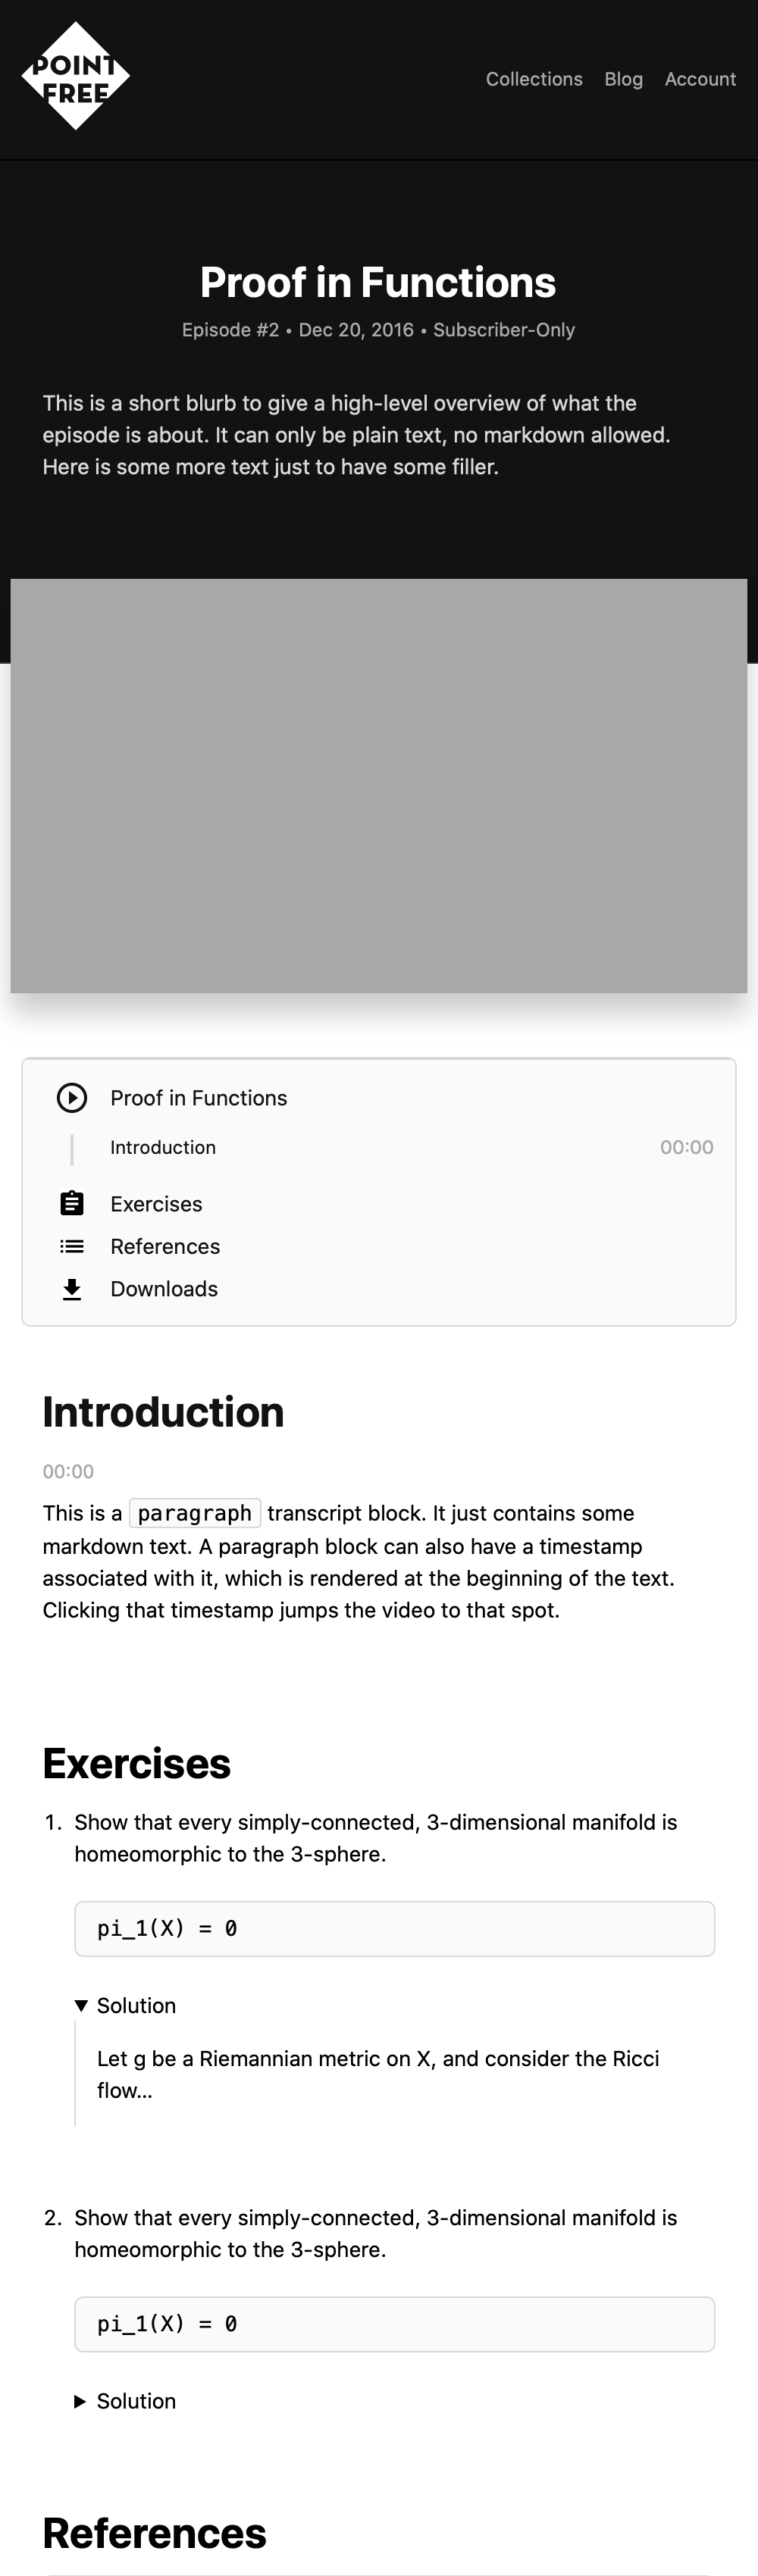 POINT
FREE
Collections Blog Account
Proof in Functions
Episode #2 • Dec 20, 2016 • Subscriber-Only
This is a short blurb to give a high-level overview of what the
episode is about. It can only be plain text, no markdown allowed.
Here is some more text just to have some filler.
Proof in Functions
Introduction 00:00
Exercises
References
Downloads
Introduction
00:00
This is a paragraph transcript block. It just contains some
markdown text. A paragraph block can also have a timestamp
associated with it, which is rendered at the beginning of the text.
Clicking that timestamp jumps the video to that spot.
Exercises
1. Show that every simply-connected, 3-dimensional manifold is
homeomorphic to the 3-sphere.
pi_1(X) = 0
▼ Solution
Let g be a Riemannian metric on X, and consider the Ricci
flow...
2. Show that every simply-connected, 3-dimensional manifold is
homeomorphic to the 3-sphere.
pi_1(X) = 0
▶ Solution
References